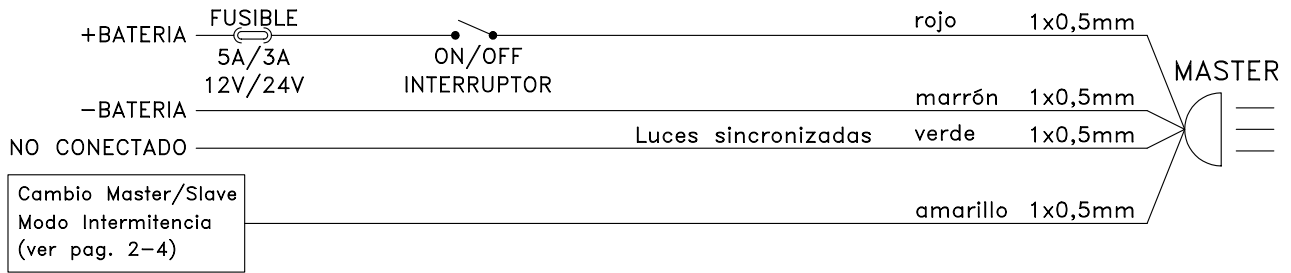 FUSIBLE
+BATERIA
5A/3A
12V/24V
ON/OFF
INTERRUPTOR
rojo 1x0,5mm
MASTER
-BATERIA
marrón 1x0,5mm
NO CONECTADO
Luces sincronizadas verde 1x0,5mm
Cambio Master/Slave
Modo Intermitencia
(ver pag. 2-4)
amarillo 1x0,5mm